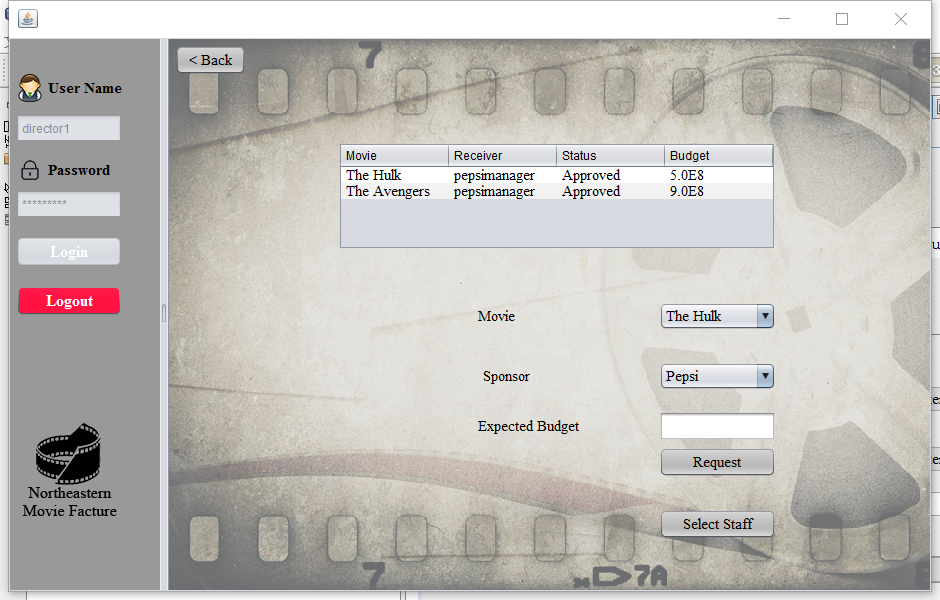 < Back
7
User Name
director1
Password
*********
Login
Logout
Northeastern
Movie Facture
Movie Receiver Status Budget
The Hulk pepsimanager Approved 5.0E8
The Avengers pepsimanager Approved 9.0E8
Movie The Hulk
Sponsor Pepsi
Expected Budget
Request
Select Staff
7
7A